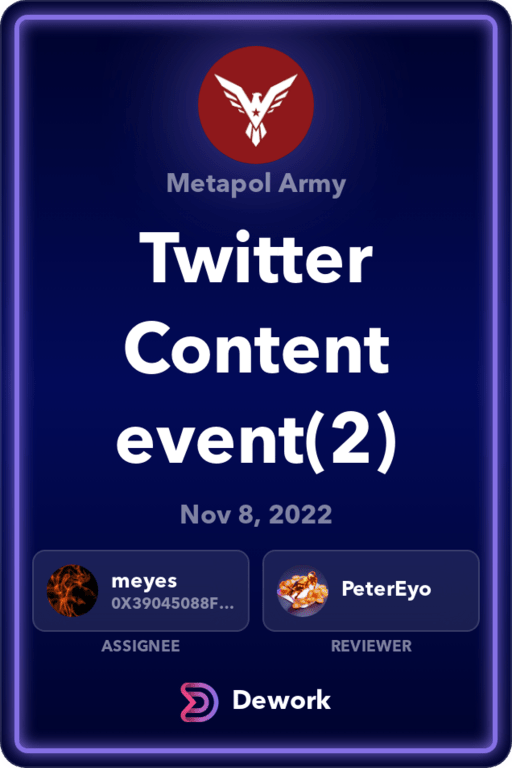 Metapol Army
Twitter
Content
event(2)
Nov 8, 2022
meyes
0X39045088F...
PeterEyo
ASSIGNEE
REVIEWER
Dework